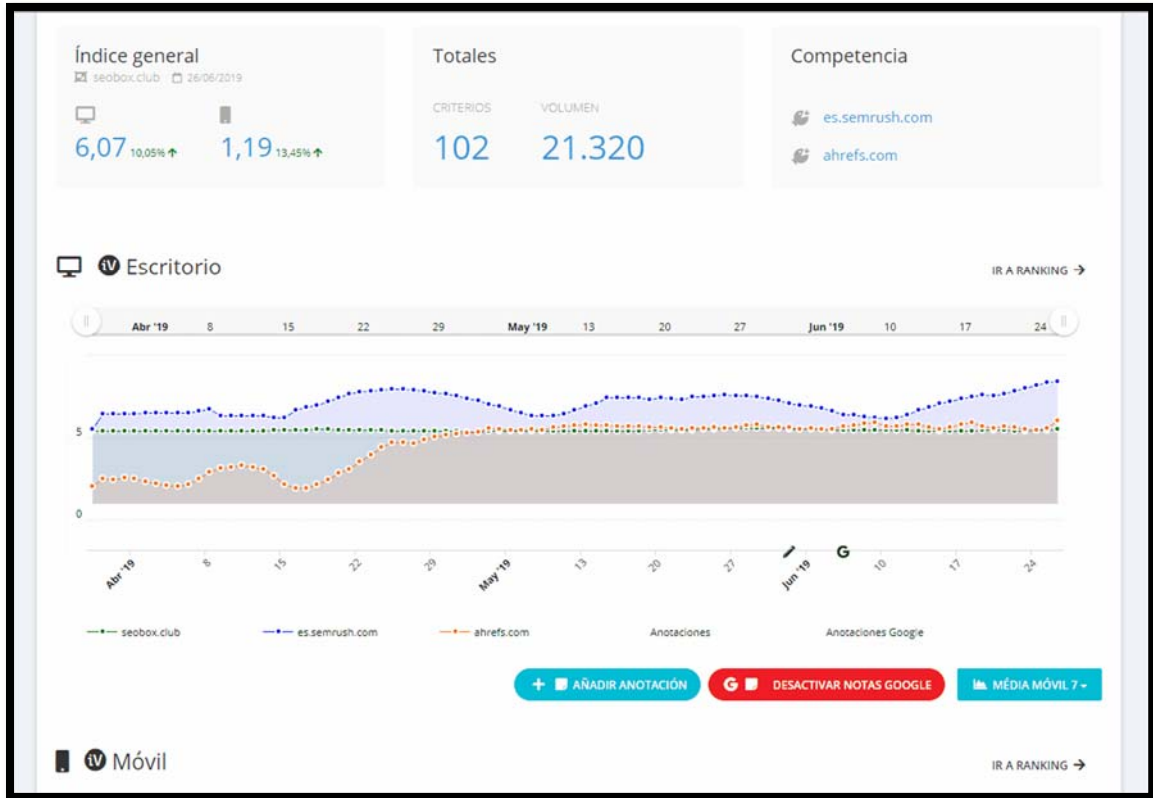 Índice general
seobox.club 26/06/2019
6,07 10,05% 1,19 13,45%
Totales
CRITERIOS VOLUMEN
102 21.320
Competencia
es.semrush.com
ahrefs.com
iV Escritorio
IR A RANKING
Abr '19 8 15 22 29 May '19 13 20 27 Jun '19 10 17 24
5
0
G
Abr '19 8 15 22 29 May '19 13 20 27 Jun '19 10 17 24
seobox.club es.semrush.com ahrefs.com Anotaciones Anotaciones Google
+ AÑADIR ANOTACIÓN G DESACTIVAR NOTAS GOOGLE MÉDIA MÓVIL 7
iV Móvil
IR A RANKING